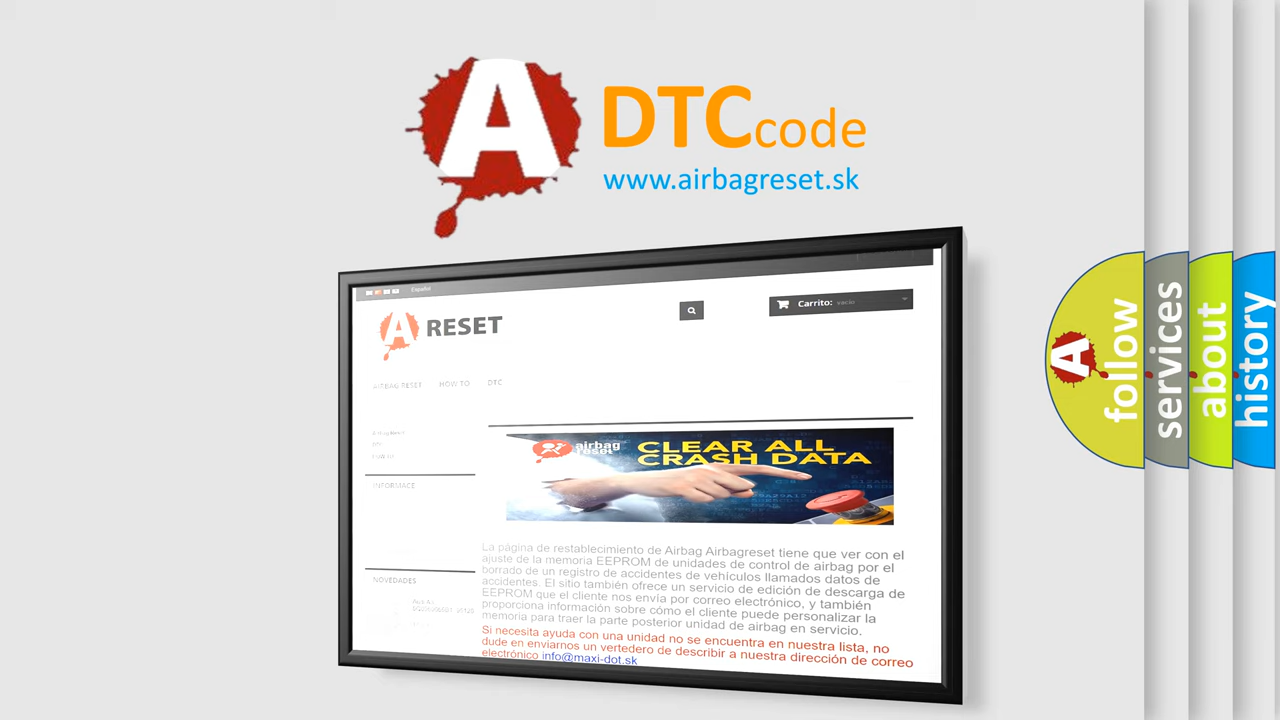 A DTC code
www.airbagreset.sk
Español
A RESET
Carrito: vacío
AIRBAG RESET HOW TO DTC
airbag reset
CLEAR ALL
CRASH DATA
INFORMACE
La página de restablecimiento de Airbag Airbagreset tiene que ver con el
ajuste de la memoria EEPROM de unidades de control de airbag por el
borrado de un registro de accidentes de vehículos llamados datos de
accidentes. El sitio también ofrece un servicio de edición de descarga de
EEPROM que el cliente nos envía por correo electrónico, y también
proporciona información sobre cómo el cliente puede personalizar la
memoria para traer la parte posterior unidad de airbag en servicio.
NOVEDADES
Si necesita ayuda con una unidad no se encuentra en nuestra lista, no
dude en enviarnos un vertedero de describir a nuestra dirección de correo
electrónico info@maxi-dot.sk
A follow
services
about
history